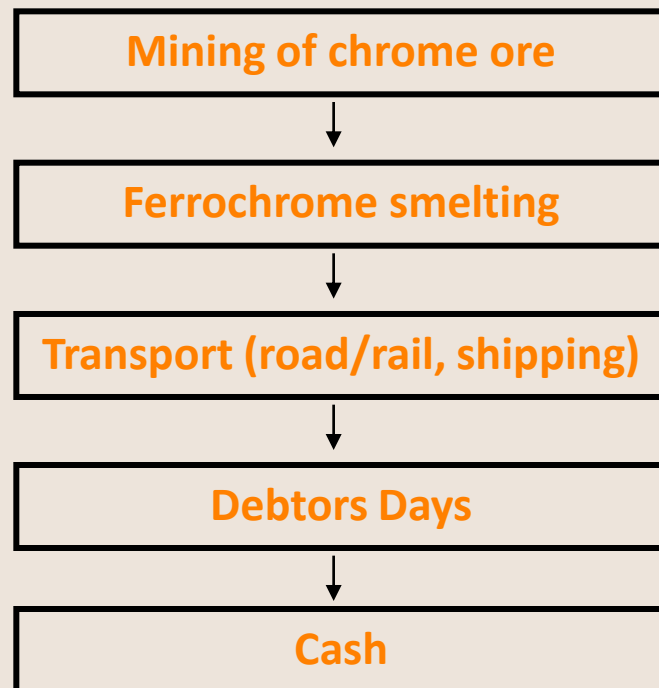 Mining of chrome ore
Ferrochrome smelting
Transport (road/rail, shipping)
Debtors Days
Cash